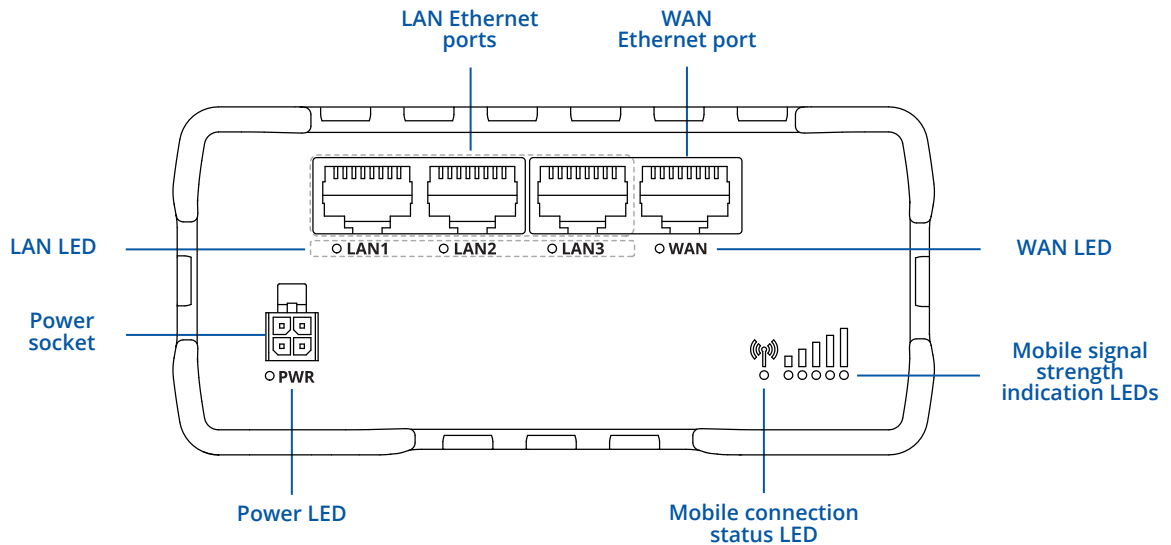 LAN Ethernet
ports
WAN
Ethernet port
LAN LED
LAN1
LAN2
LAN3
WAN
WAN LED
Power
socket
PWR
Mobile signal
strength
indication LEDs
Power LED
Mobile connection
status LED